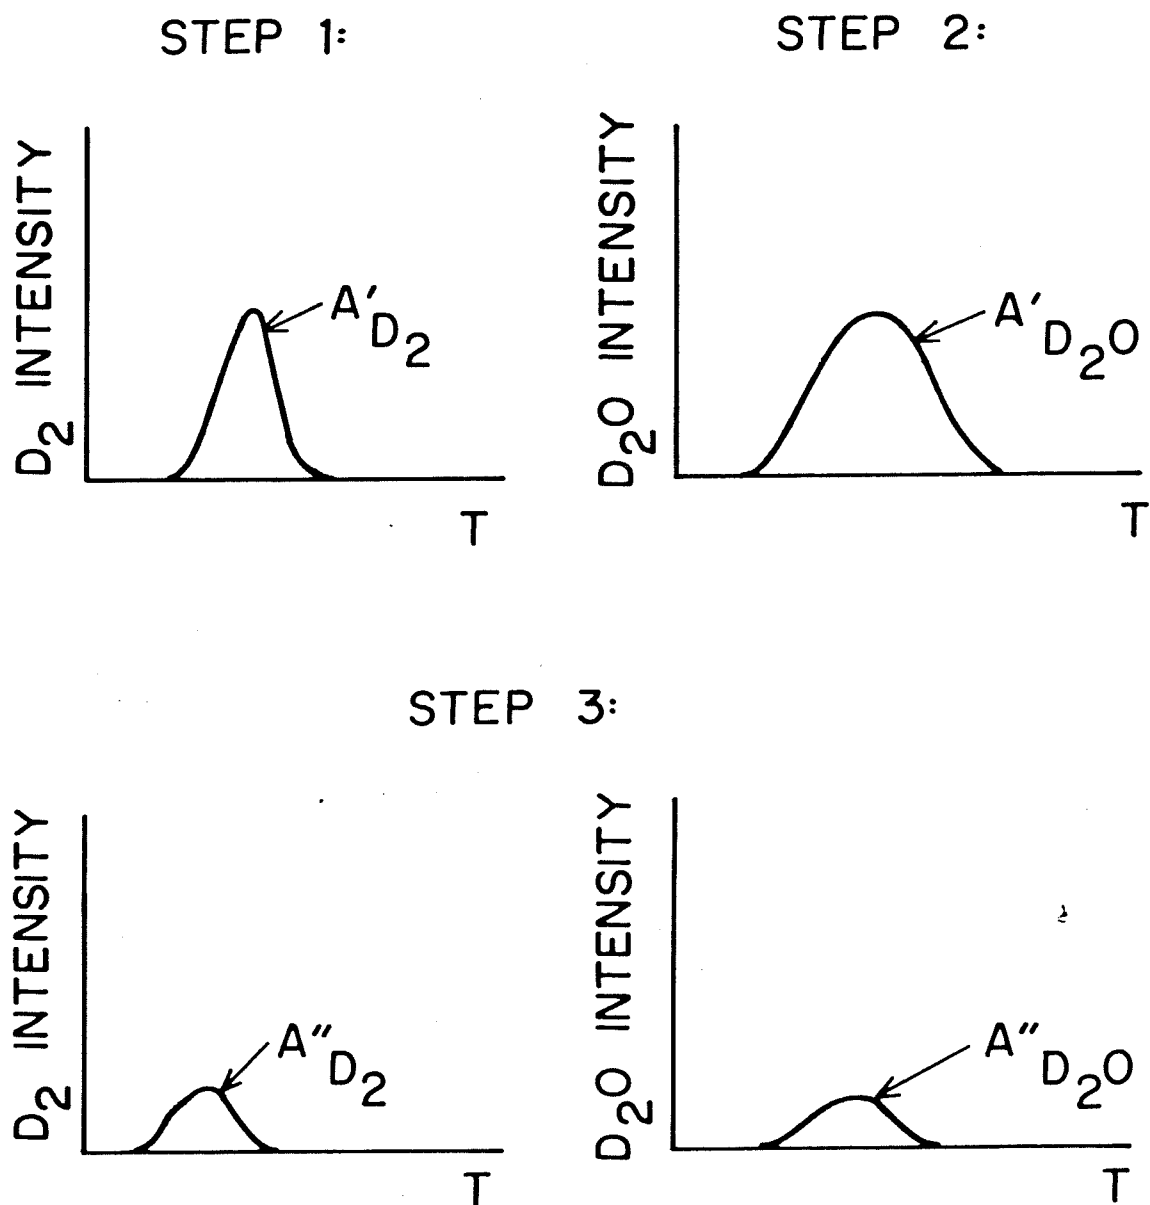 STEP 1:
D₂ INTENSITY
A′D₂
T
STEP 2:
D₂O INTENSITY
A′D₂O
T
STEP 3:
D₂ INTENSITY
A″D₂
T
D₂O INTENSITY
A″D₂O
T